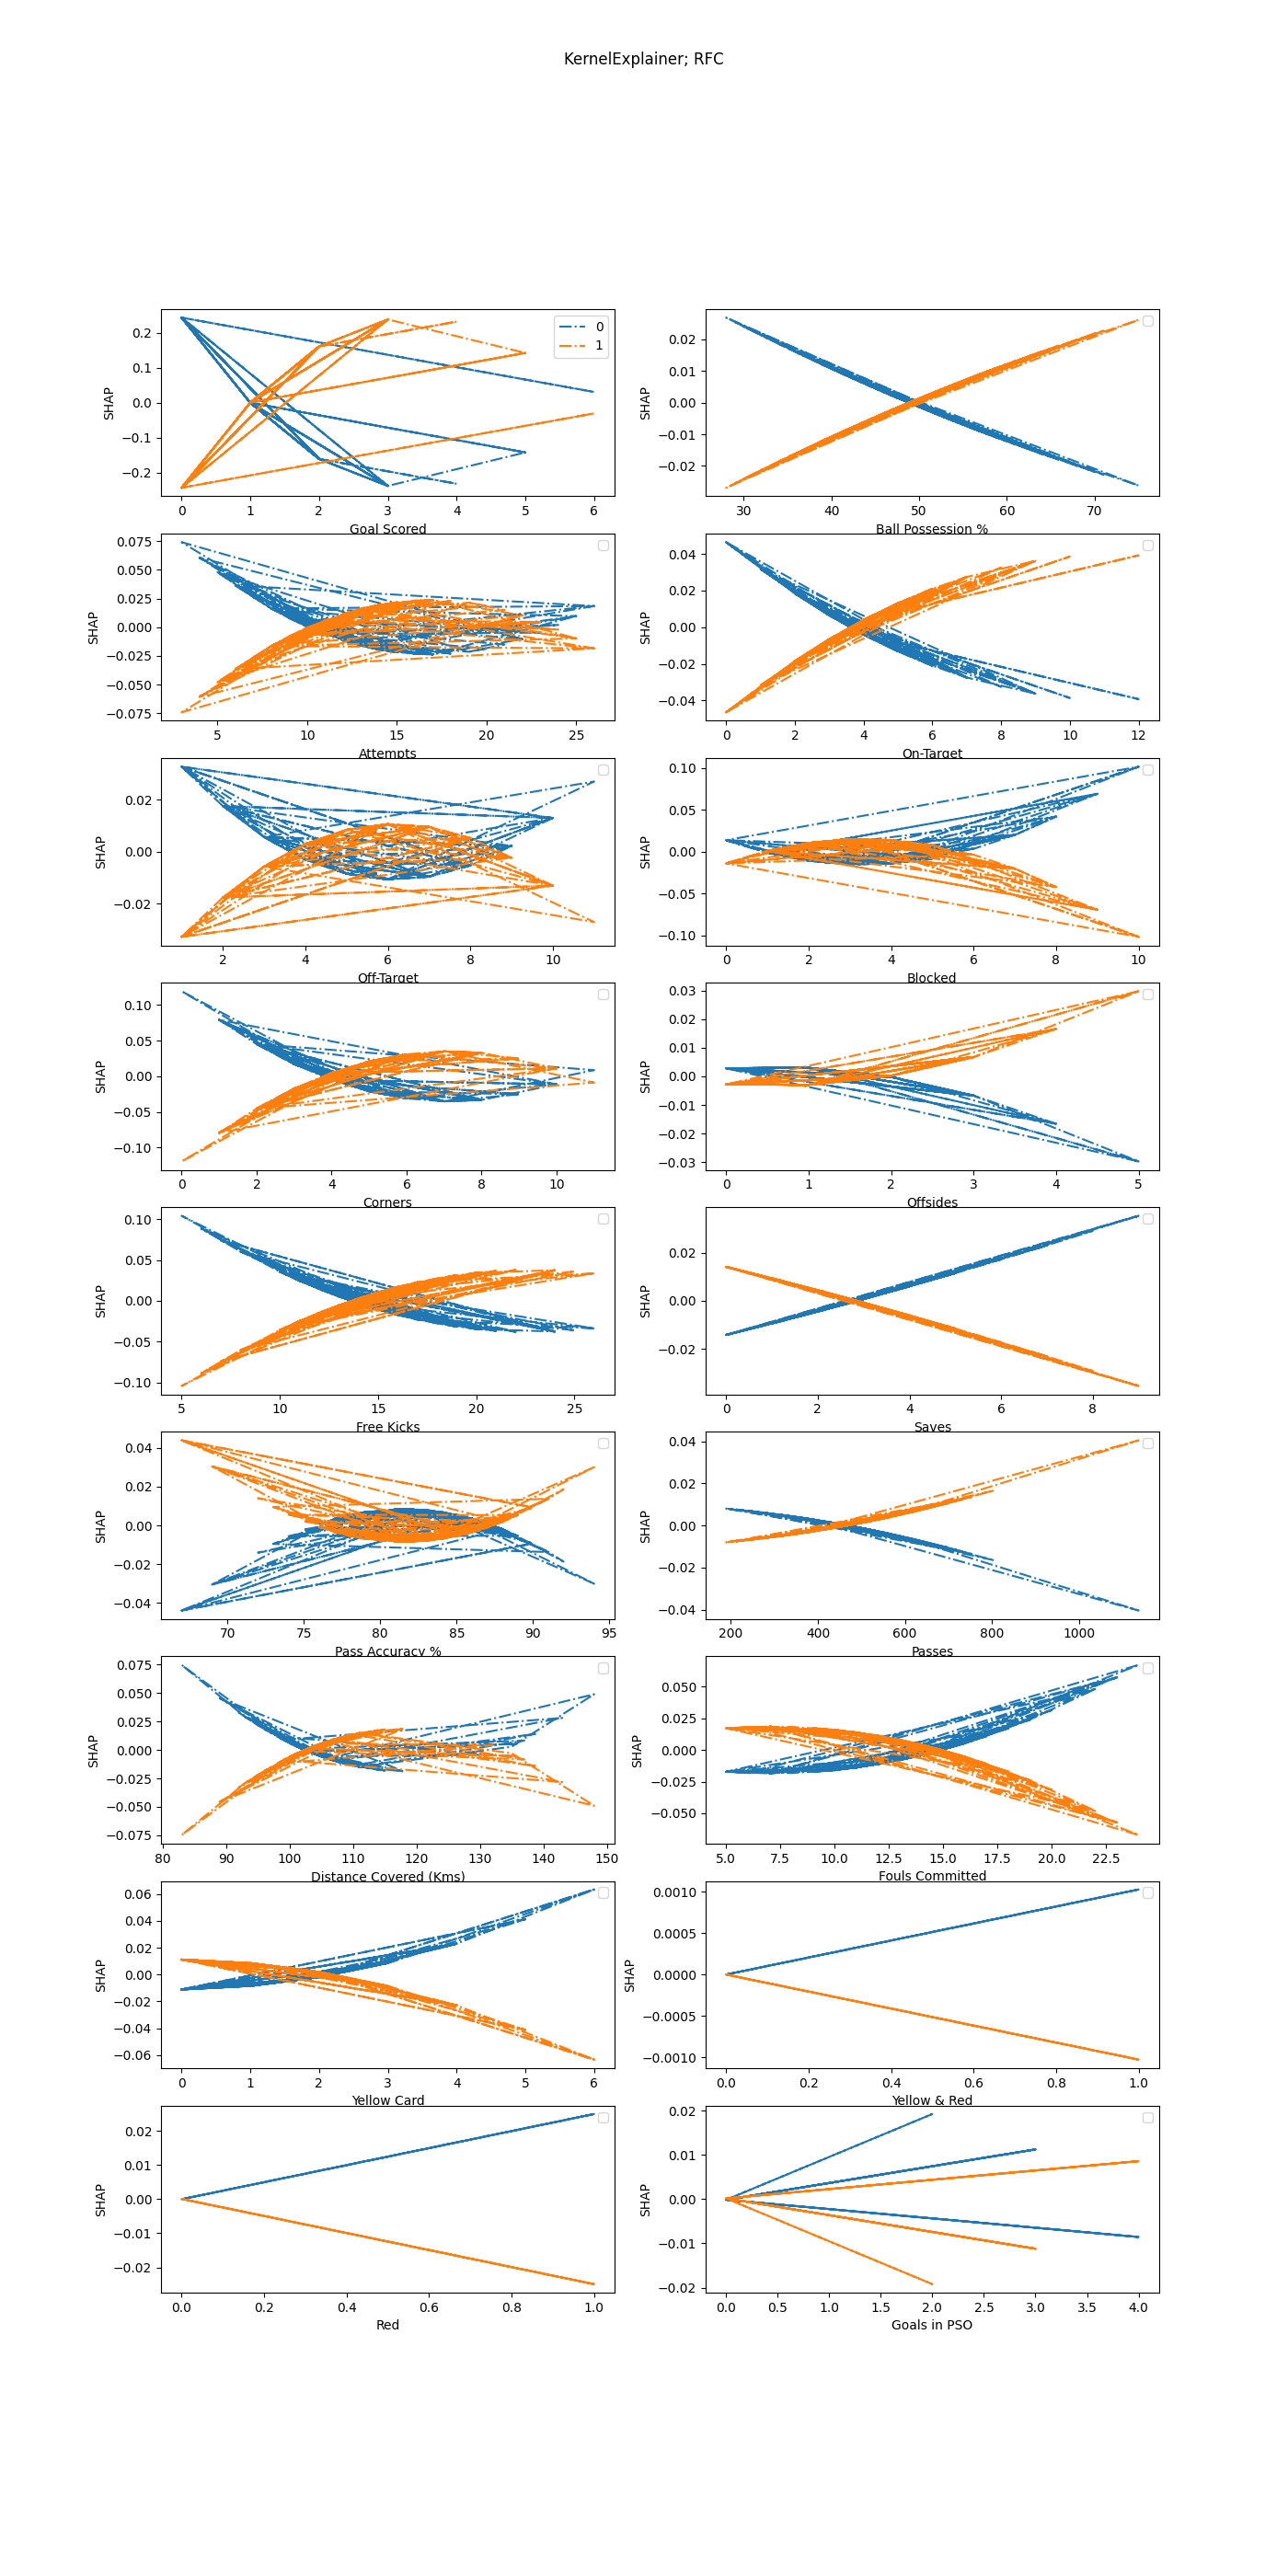 KernelExplainer; RFC
0.2
0.1
0.0
−0.1
−0.2
SHAP
0
1
0 1 2 3 4 5 6
Goal Scored
0.02
0.01
0.00
−0.01
−0.02
SHAP
30 40 50 60 70
Ball Possession %
0.075
0.050
0.025
0.000
−0.025
−0.050
−0.075
SHAP
5 10 15 20 25
Attempts
0.04
0.02
0.00
−0.02
−0.04
SHAP
0 2 4 6 8 10 12
On-Target
0.02
0.00
−0.02
SHAP
2 4 6 8 10
Off-Target
0.10
0.05
0.00
−0.05
−0.10
SHAP
0 2 4 6 8 10
Blocked
0.10
0.05
0.00
−0.05
−0.10
SHAP
0 2 4 6 8 10
Corners
0.03
0.02
0.01
0.00
−0.01
−0.02
−0.03
SHAP
0 1 2 3 4 5
Offsides
0.10
0.05
0.00
−0.05
−0.10
SHAP
5 10 15 20 25
Free Kicks
0.02
0.00
−0.02
SHAP
0 2 4 6 8
Saves
0.04
0.02
0.00
−0.02
−0.04
SHAP
70 75 80 85 90 95
Pass Accuracy %
0.04
0.02
0.00
−0.02
−0.04
SHAP
200 400 600 800 1000
Passes
0.075
0.050
0.025
0.000
−0.025
−0.050
−0.075
SHAP
80 90 100 110 120 130 140 150
Distance Covered (Kms)
0.050
0.025
0.000
−0.025
−0.050
SHAP
5.0 7.5 10.0 12.5 15.0 17.5 20.0 22.5
Fouls Committed
0.06
0.04
0.02
0.00
−0.02
−0.04
−0.06
SHAP
0 1 2 3 4 5 6
Yellow Card
0.0010
0.0005
0.0000
−0.0005
−0.0010
SHAP
0.0 0.2 0.4 0.6 0.8 1.0
Yellow & Red
0.02
0.01
0.00
−0.01
−0.02
SHAP
0.0 0.2 0.4 0.6 0.8 1.0
Red
0.02
0.01
0.00
−0.01
−0.02
SHAP
0.0 0.5 1.0 1.5 2.0 2.5 3.0 3.5 4.0
Goals in PSO